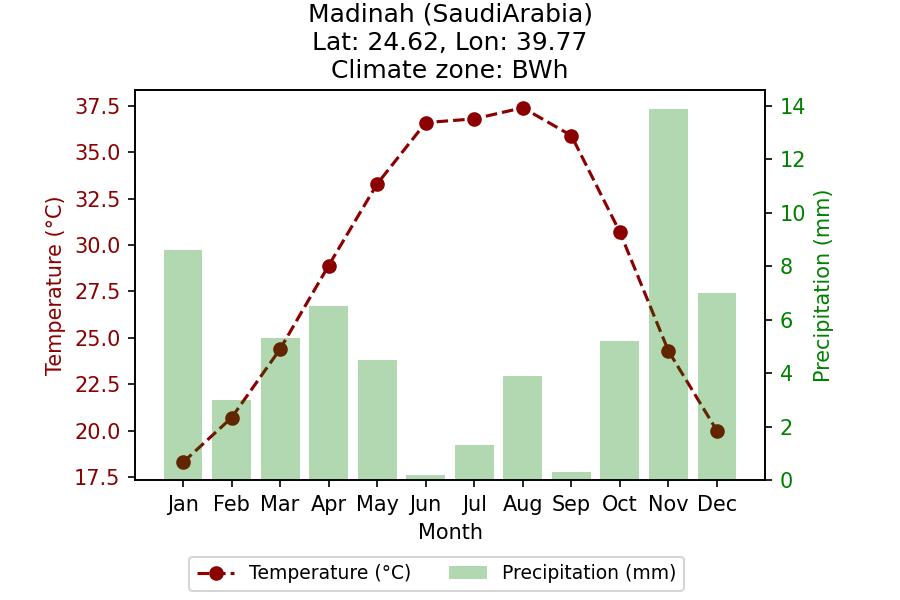 Madinah (SaudiArabia)
Lat: 24.62, Lon: 39.77
Climate zone: BWh
37.5
35.0
32.5
30.0
27.5
25.0
22.5
20.0
17.5
Temperature (°C)
14
12
10
8
6
4
2
0
Precipitation (mm)
Jan Feb Mar Apr May Jun Jul Aug Sep Oct Nov Dec
Month
Temperature (°C) Precipitation (mm)